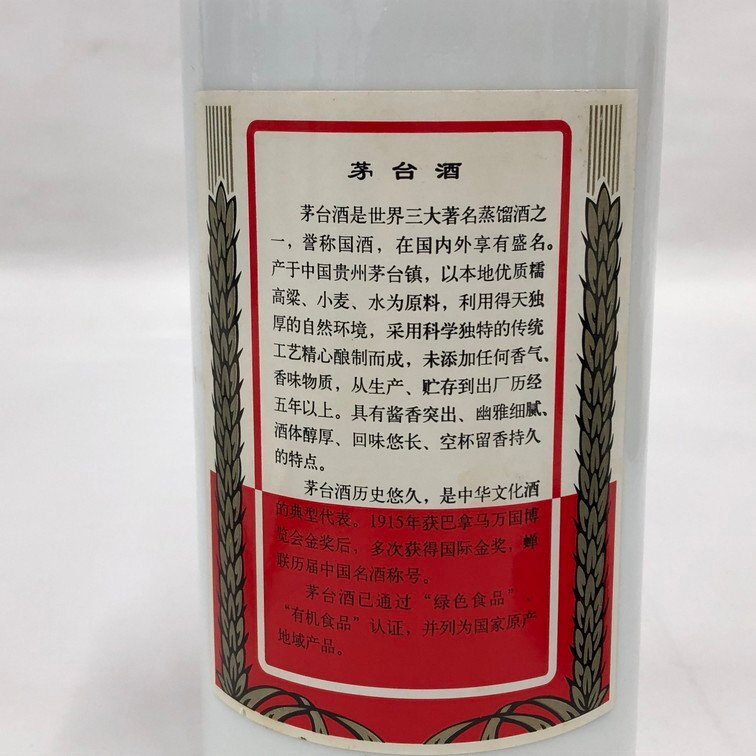 茅台酒
茅台酒是世界三大著名蒸馏酒之
一，誉称国酒，在国内外享有盛名。
产于中国贵州茅台镇，以本地优质糯
高粱、小麦、水为原料，利用得天独
厚的自然环境，采用科学独特的传统
工艺精心酿制而成，未添加任何香气、
香味物质，从生产、贮存到出厂历经
五年以上。具有酱香突出、幽雅细腻、
酒体醇厚、回味悠长、空杯留香持久
的特点。
茅台酒历史悠久，是中华文化酒
的典型代表。1915年获巴拿马万国博
览会金奖后，多次获得国际金奖，蝉
联历届中国名酒称号。
茅台酒已通过“绿色食品”
“有机食品”认证，并列为国家原产
地域产品。